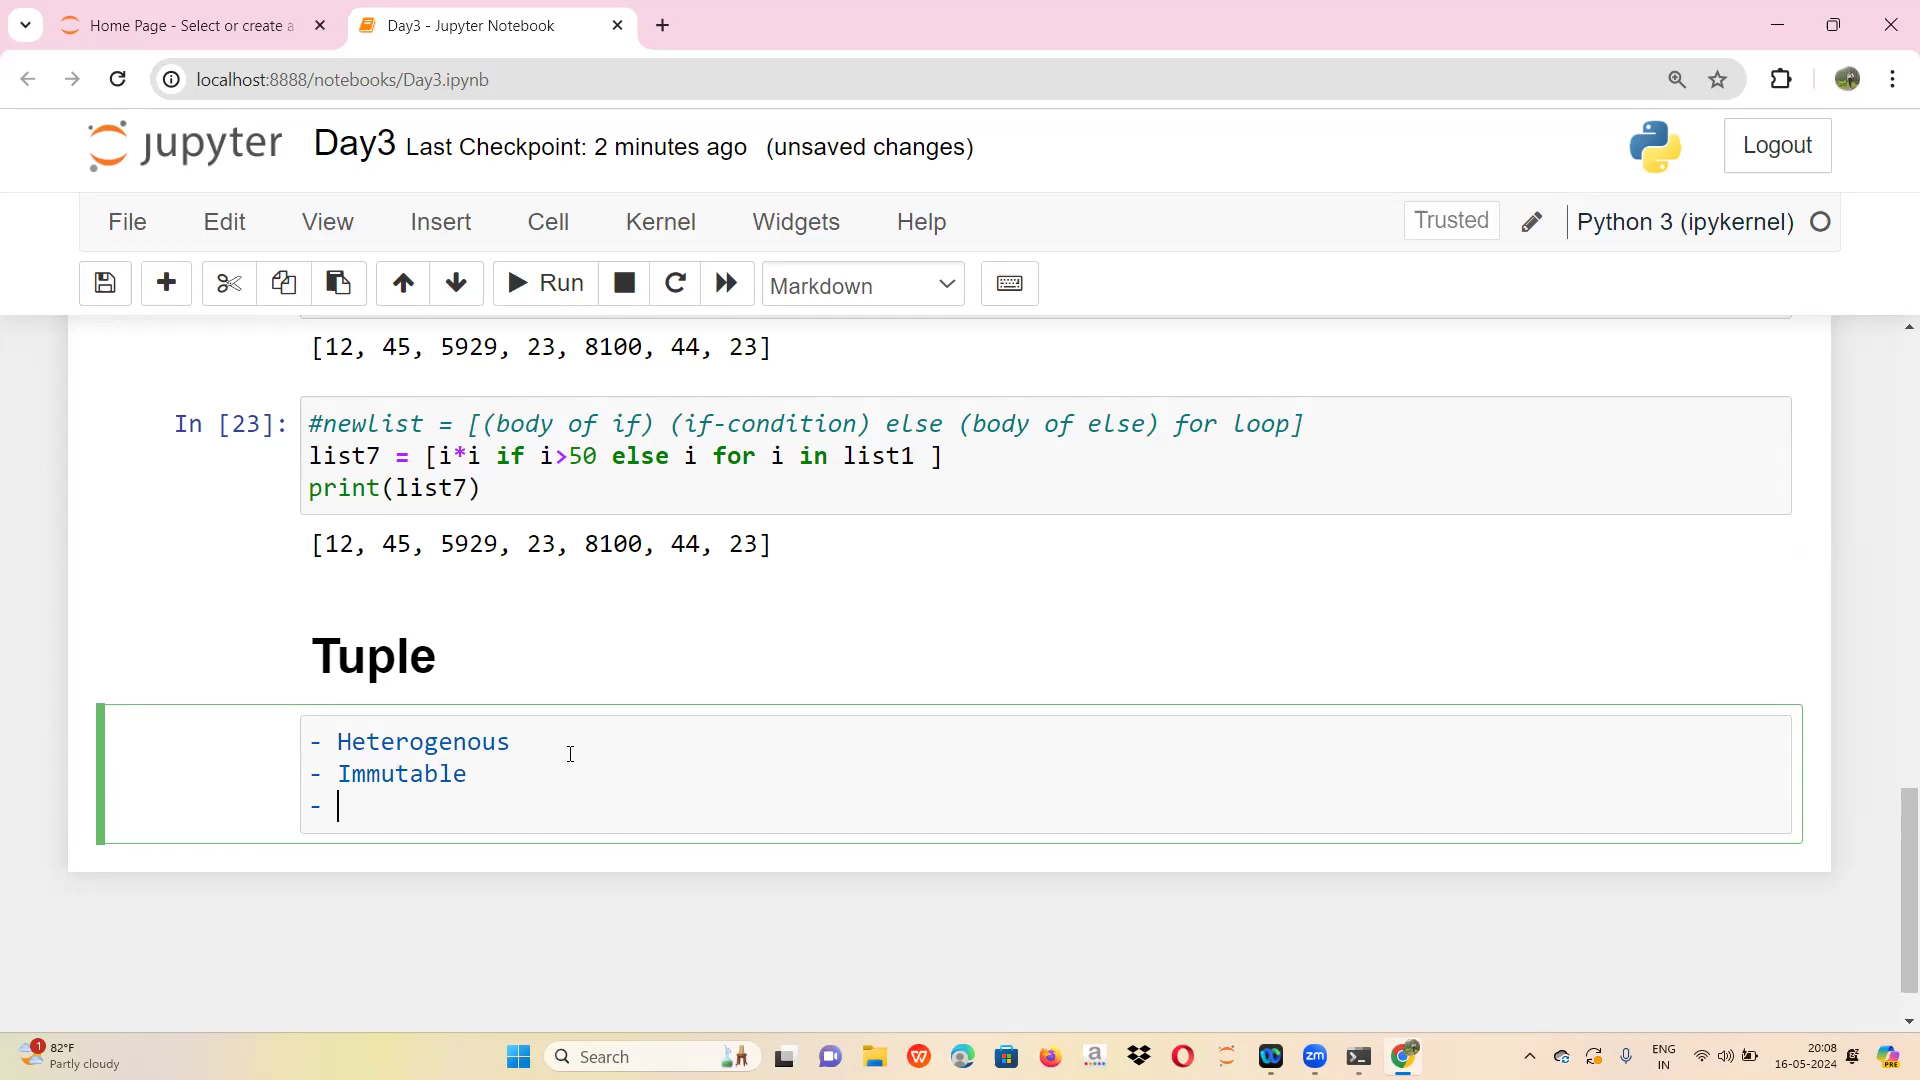 Home Page - Select or create a
Day3 - Jupyter Notebook
localhost:8888/notebooks/Day3.ipynb
jupyter Day3 Last Checkpoint: 2 minutes ago (unsaved changes)
Logout
File Edit View Insert Cell Kernel Widgets Help
Trusted
Python 3 (ipykernel)
Run
Markdown
[12, 45, 5929, 23, 8100, 44, 23]
In [23]: #newlist = [(body of if) (if-condition) else (body of else) for loop]
list7 = [i*i if i>50 else i for i in list1 ]
print(list7)
[12, 45, 5929, 23, 8100, 44, 23]
Tuple
- Heterogenous
- Immutable
-
1
82°F
Partly cloudy
Search
a
zm
ENG
IN
20:08
16-05-2024
PRE